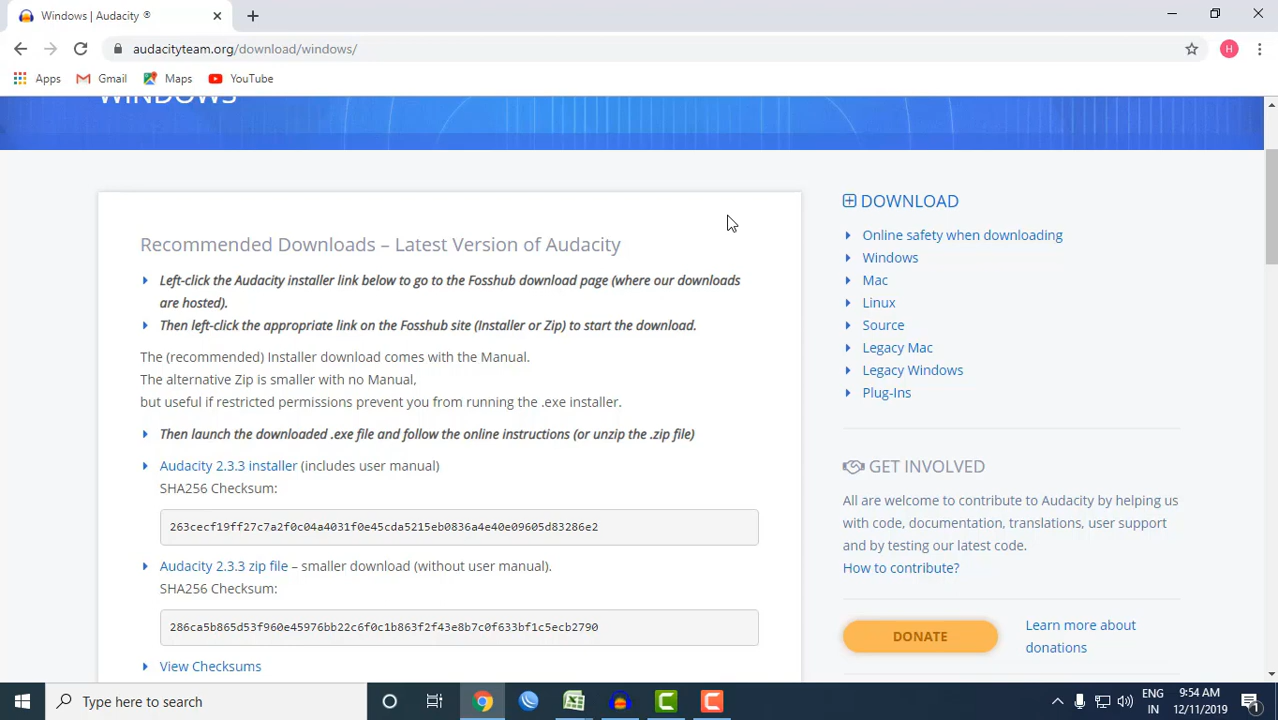 Windows | Audacity ®
audacityteam.org/download/windows/
H
Apps Gmail Maps YouTube
WINDOWS
Recommended Downloads – Latest Version of Audacity
Left-click the Audacity installer link below to go to the Fosshub download page (where our downloads
are hosted).
Then left-click the appropriate link on the Fosshub site (Installer or Zip) to start the download.
The (recommended) Installer download comes with the Manual.
The alternative Zip is smaller with no Manual,
but useful if restricted permissions prevent you from running the .exe installer.
Then launch the downloaded .exe file and follow the online instructions (or unzip the .zip file)
Audacity 2.3.3 installer (includes user manual)
SHA256 Checksum:
263cecf19ff27c7a2f0c04a4031f0e45cda5215eb0836a4e40e09605d83286e2
Audacity 2.3.3 zip file – smaller download (without user manual).
SHA256 Checksum:
286ca5b865d53f960e45976bb22c6f0c1b863f2f43e8b7c0f633bf1c5ecb2790
View Checksums
DOWNLOAD
Online safety when downloading
Windows
Mac
Linux
Source
Legacy Mac
Legacy Windows
Plug-Ins
GET INVOLVED
All are welcome to contribute to Audacity by helping us
with code, documentation, translations, user support
and by testing our latest code.
How to contribute?
DONATE
Learn more about
donations
Type here to search
ENG
IN
9:54 AM
12/11/2019
1